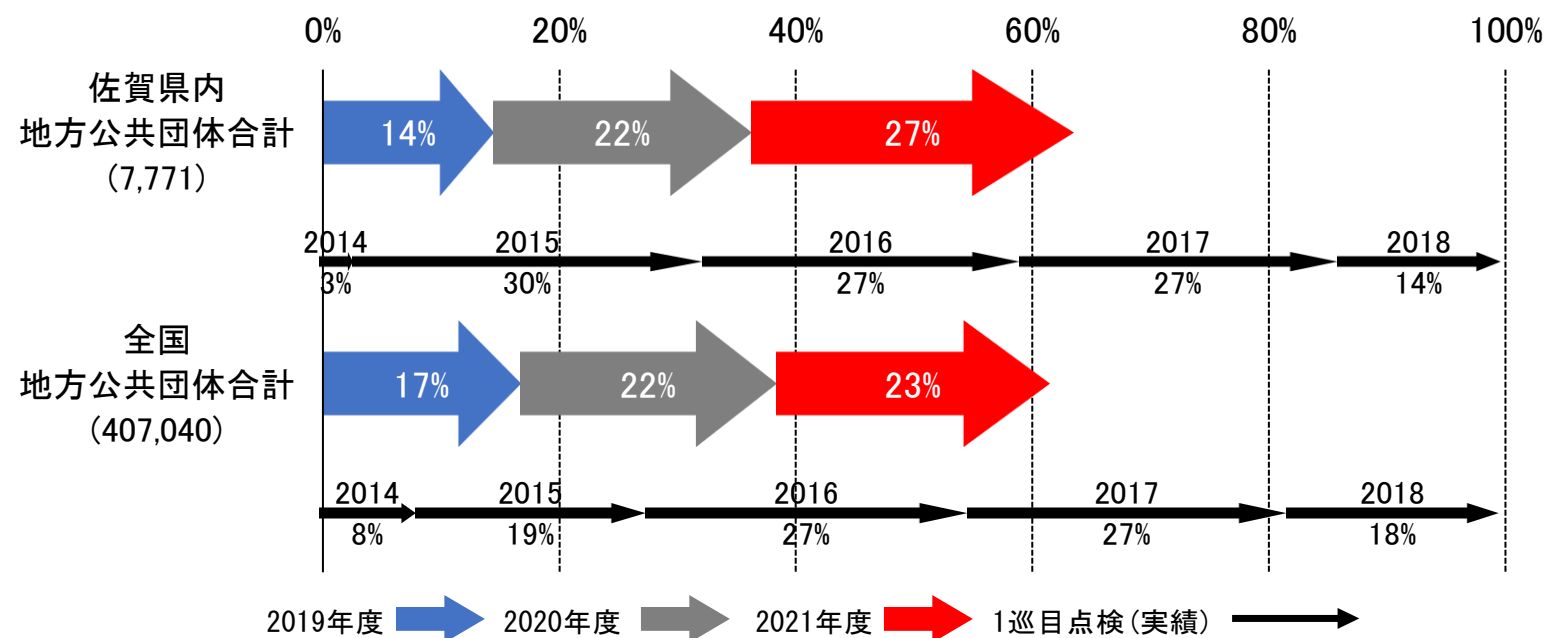 0% 20% 40% 60% 80% 100%
佐賀県内
地方公共団体合計
(7,771)
14% 22% 27%
2014 2015 2016 2017 2018
3% 30% 27% 27% 14%
全国
地方公共団体合計
(407,040)
17% 22% 23%
2014 2015 2016 2017 2018
8% 19% 27% 27% 18%
2019年度 2020年度 2021年度 1巡目点検(実績)